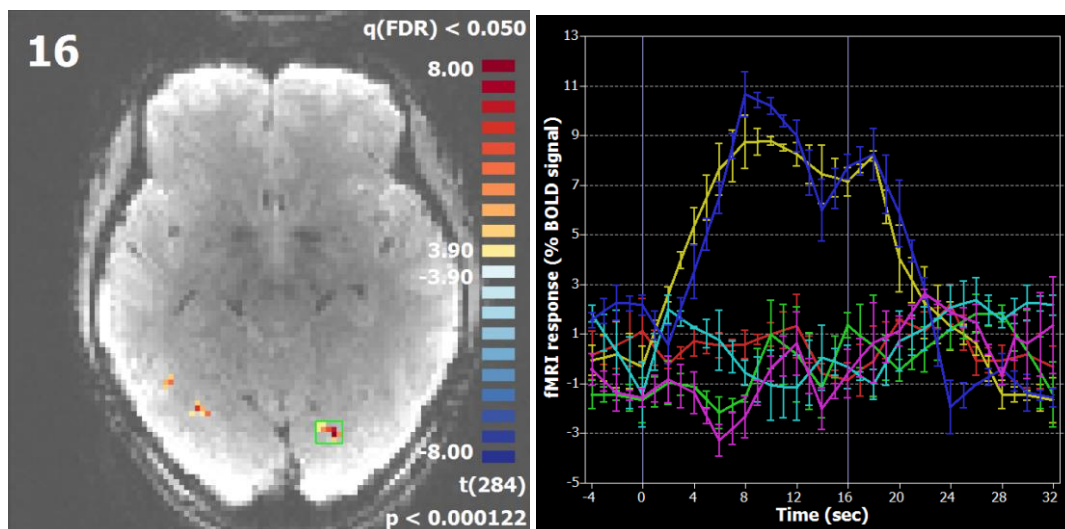 16
q(FDR) < 0.050
8.00
3.90
-3.90
-8.00
t(284)
p < 0.000122
fMRI response (% BOLD signal)
13
11
9
7
5
3
1
-1
-3
-5
-4 0 4 8 12 16 20 24 28 32
Time (sec)